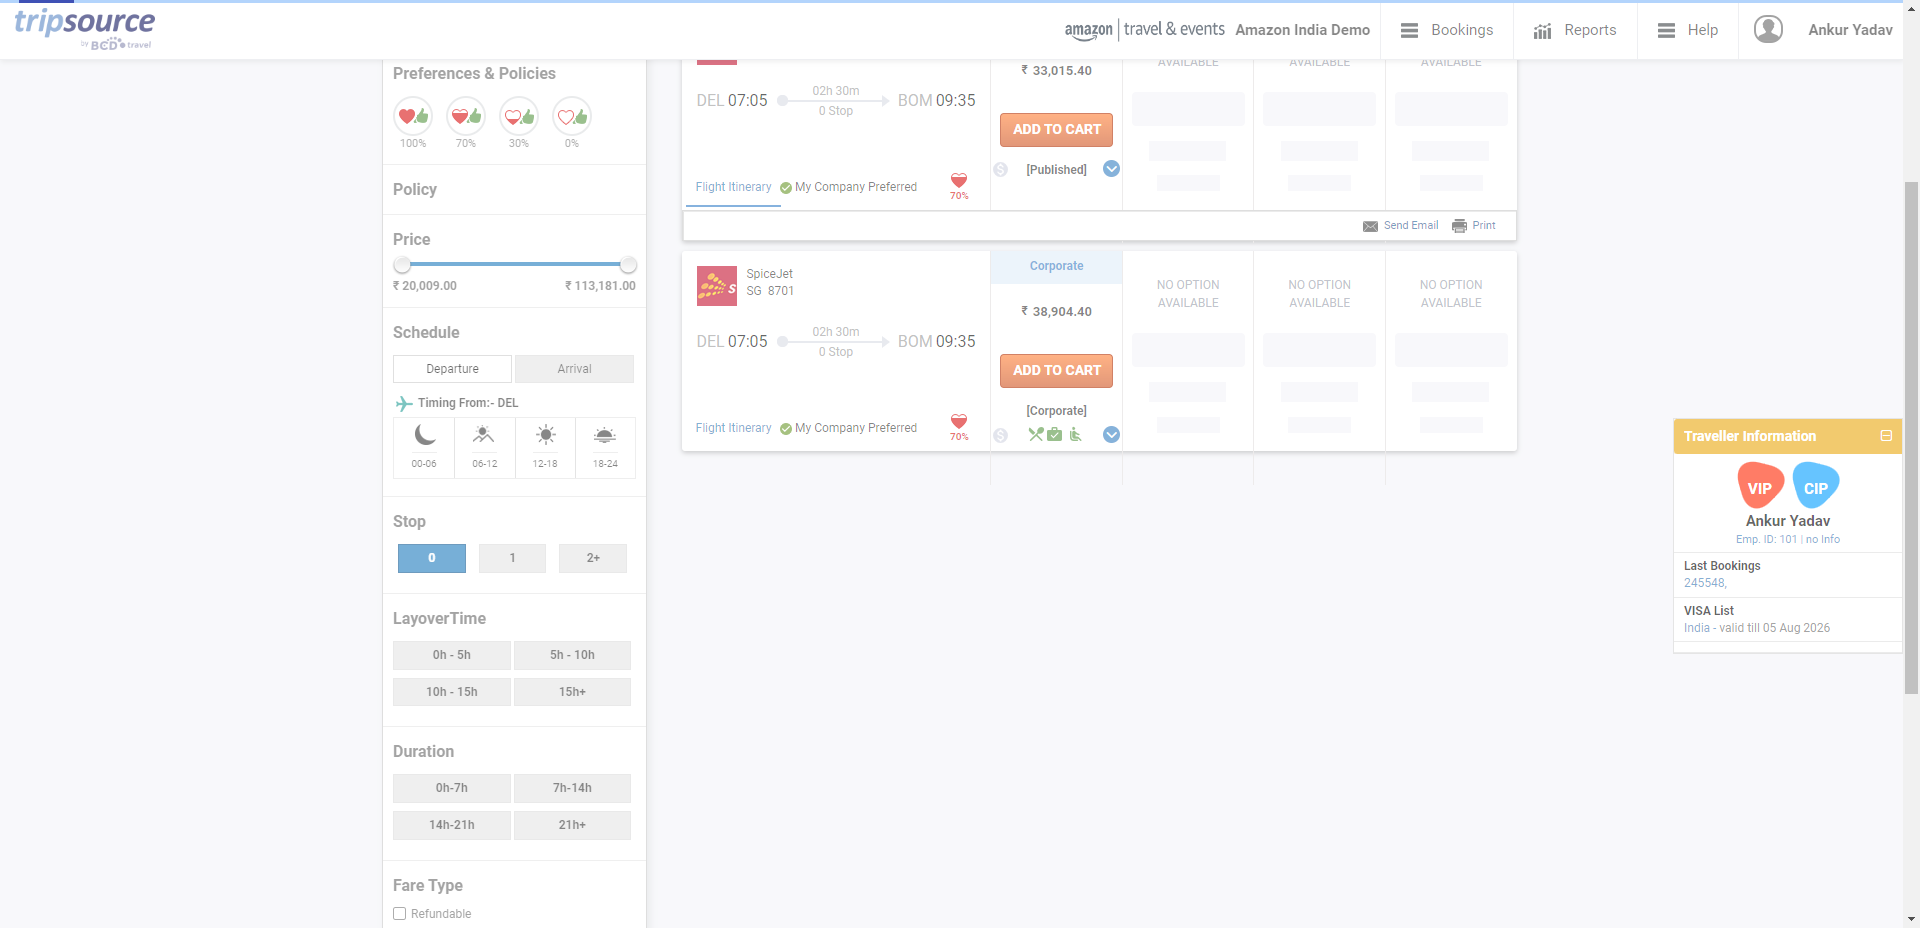 tripsource
by BCD travel
amazon | travel & events Amazon India Demo
Bookings
Reports
Help
Ankur Yadav
Preferences & Policies
100% 70% 30% 0%
Policy
Price
₹ 20,009.00 ₹ 113,181.00
Schedule
Departure Arrival
Timing From:- DEL
00-06 06-12 12-18 18-24
Stop
0 1 2+
LayoverTime
0h - 5h 5h - 10h
10h - 15h 15h+
Duration
0h-7h 7h-14h
14h-21h 21h+
Fare Type
Refundable
AVAILABLE AVAILABLE AVAILABLE
₹ 33,015.40
02h 30m
DEL 07:05 BOM 09:35
0 Stop
ADD TO CART
[Published]
Flight Itinerary My Company Preferred
70%
Send Email Print
SpiceJet
SG 8701
Corporate
NO OPTION NO OPTION NO OPTION
AVAILABLE AVAILABLE AVAILABLE
₹ 38,904.40
02h 30m
DEL 07:05 BOM 09:35
0 Stop
ADD TO CART
[Corporate]
Flight Itinerary My Company Preferred
70%
Traveller Information
VIP CIP
Ankur Yadav
Emp. ID: 101 | no Info
Last Bookings
245548,
VISA List
India - valid till 05 Aug 2026